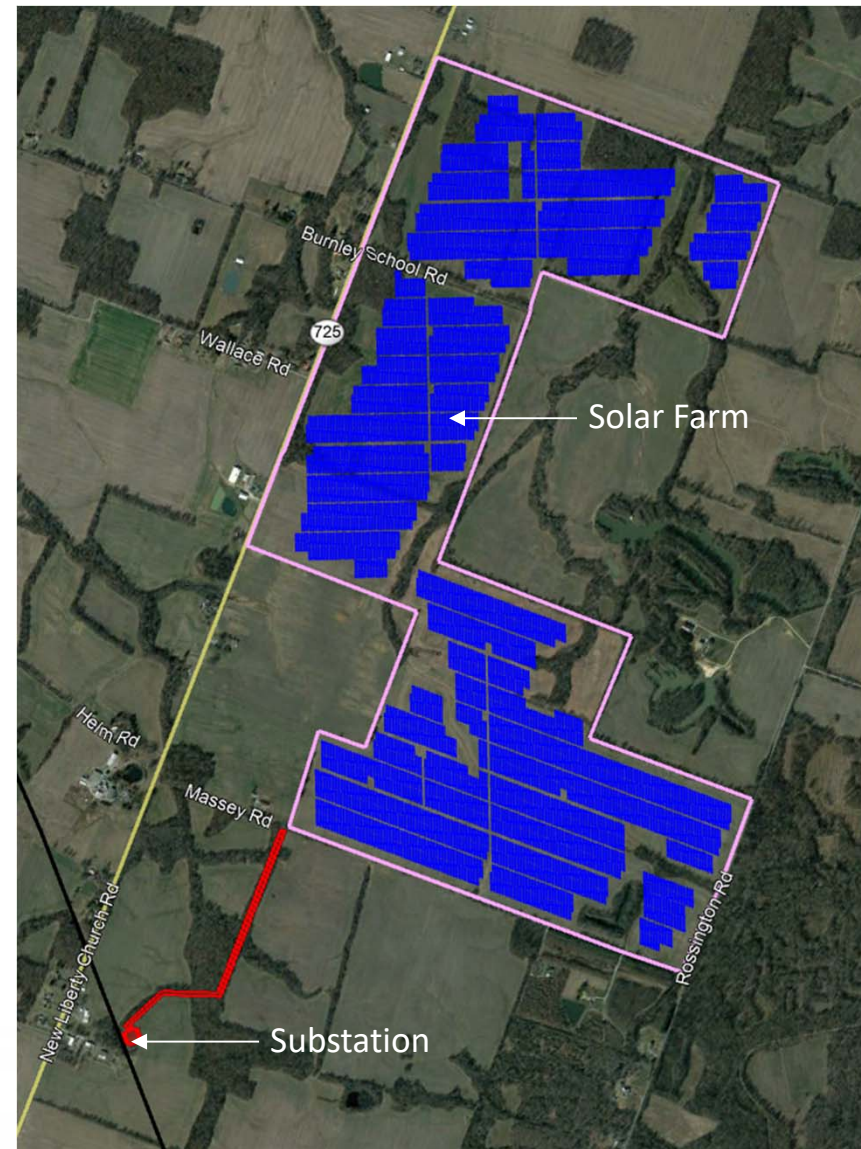 Burnley School Rd
725
Wallace Rd
Solar Farm
Helm Rd
Massey Rd
New Liberty Church Rd
Rossington Rd
Substation